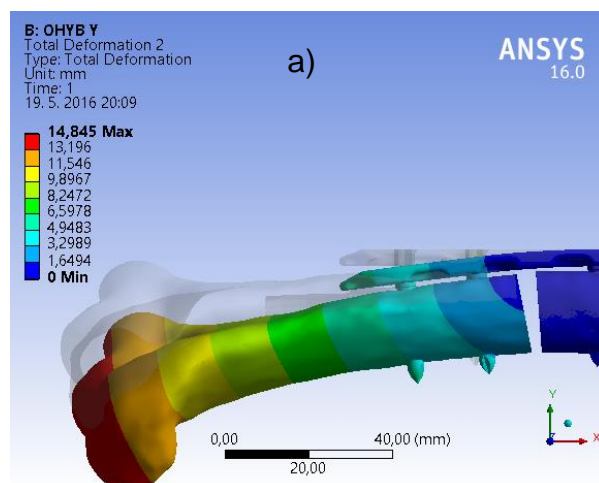 B: OHYB Y
Total Deformation 2
Type: Total Deformation
Unit: mm
Time: 1
19. 5. 2016 20:09
a)
ANSYS
16.0
14,845 Max
13,196
11,546
9,8967
8,2472
6,5978
4,9483
3,2989
1,6494
0 Min
0,00
40,00 (mm)
20,00
Y
Z
X